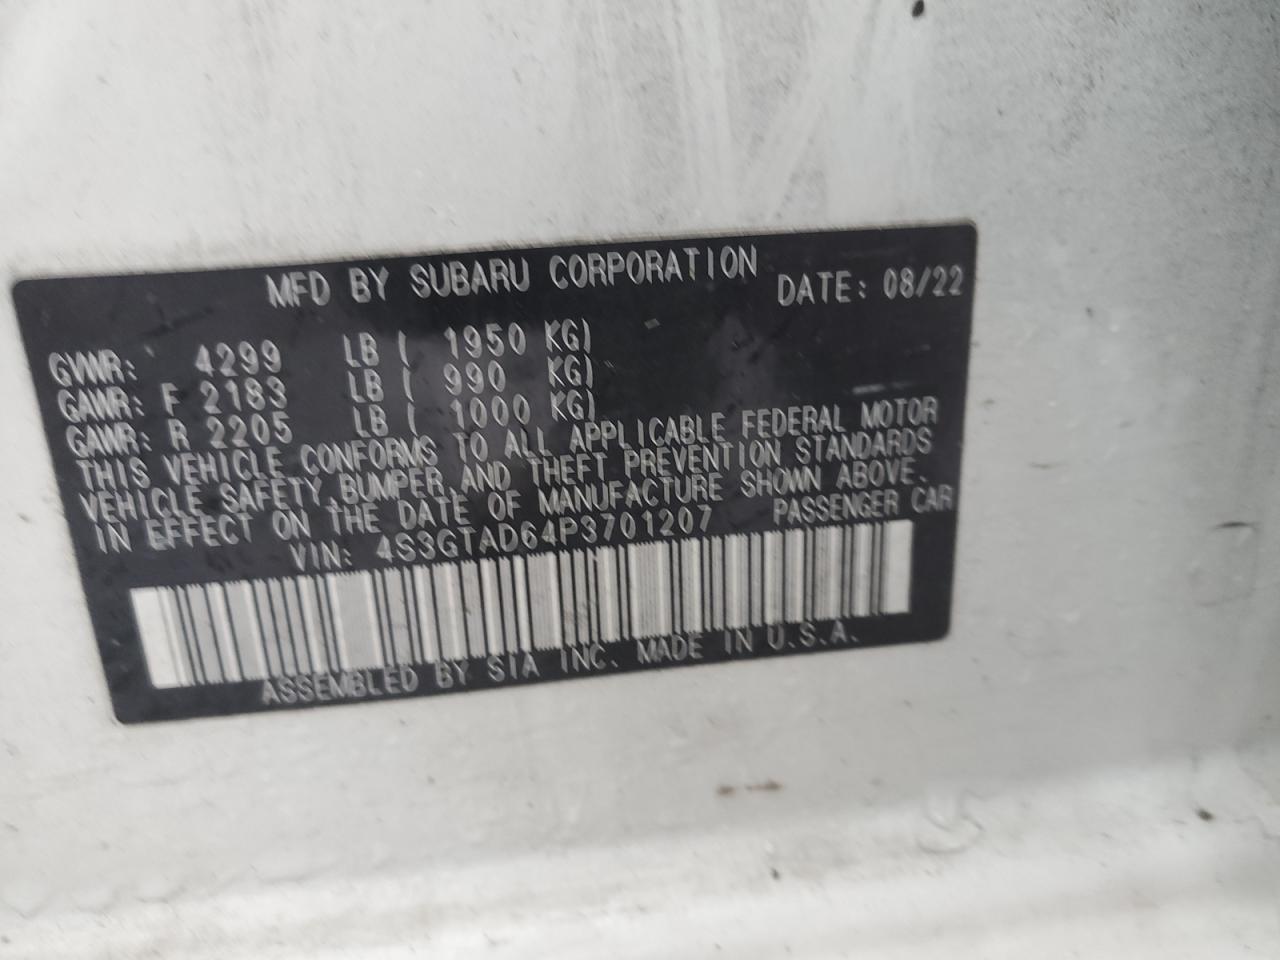 MFD BY SUBARU CORPORATION DATE: 08/22
GVWR: 4299 LB ( 1950 KG)
GAWR: F 2183 LB ( 990 KG)
GAWR: R 2205 LB ( 1000 KG)
THIS VEHICLE CONFORMS TO ALL APPLICABLE FEDERAL MOTOR
VEHICLE SAFETY, BUMPER, AND THEFT PREVENTION STANDARDS
IN EFFECT ON THE DATE OF MANUFACTURE SHOWN ABOVE.
VIN: 4S3GTAD64P3701207 PASSENGER CAR
ASSEMBLED BY SIA INC. MADE IN U.S.A.